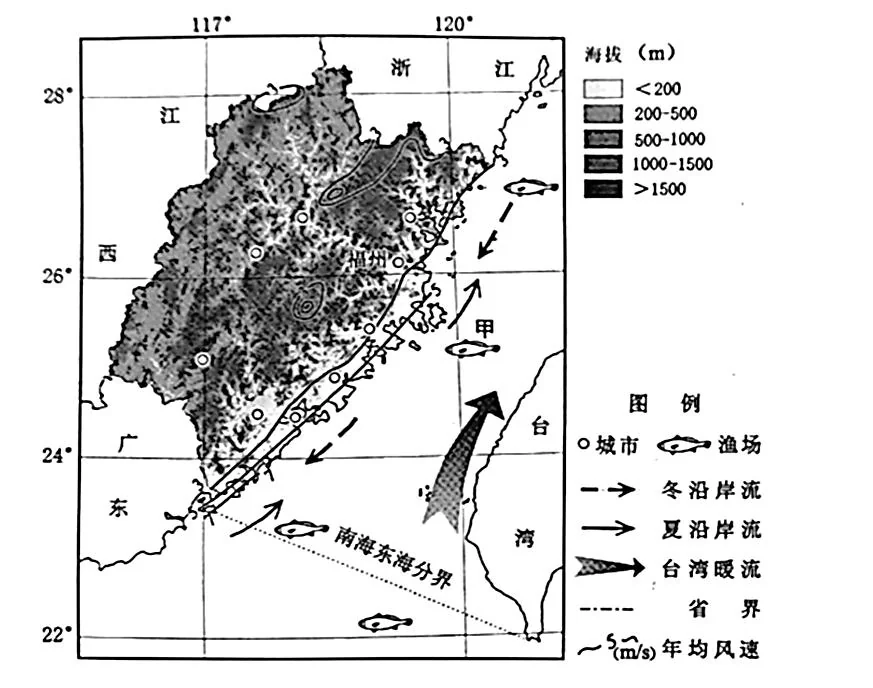 117° 120°
28°
26°
24°
22°
浙 江
江
西
福州
甲
广
东
台
湾
南海东海分界
5
海拔 (m)
<200
200-500
500-1000
1000-1500
>1500
图 例
城市 渔场
冬沿岸流
夏沿岸流
台湾暖流
省 界
5(m/s) 年均风速